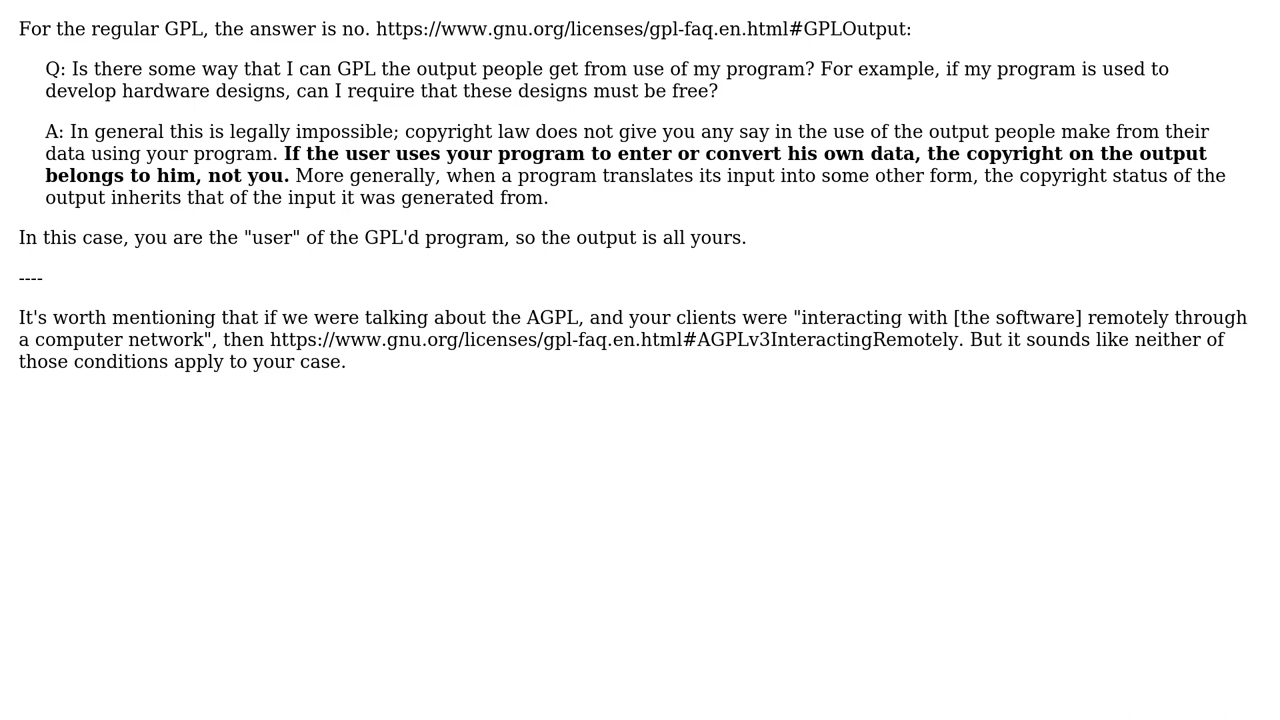 For the regular GPL, the answer is no. https://www.gnu.org/licenses/gpl-faq.en.html#GPLOutput:
Q: Is there some way that I can GPL the output people get from use of my program? For example, if my program is used to
develop hardware designs, can I require that these designs must be free?
A: In general this is legally impossible; copyright law does not give you any say in the use of the output people make from their
data using your program. If the user uses your program to enter or convert his own data, the copyright on the output
belongs to him, not you. More generally, when a program translates its input into some other form, the copyright status of the
output inherits that of the input it was generated from.
In this case, you are the "user" of the GPL'd program, so the output is all yours.
----
It's worth mentioning that if we were talking about the AGPL, and your clients were "interacting with [the software] remotely through
a computer network", then https://www.gnu.org/licenses/gpl-faq.en.html#AGPLv3InteractingRemotely. But it sounds like neither of
those conditions apply to your case.